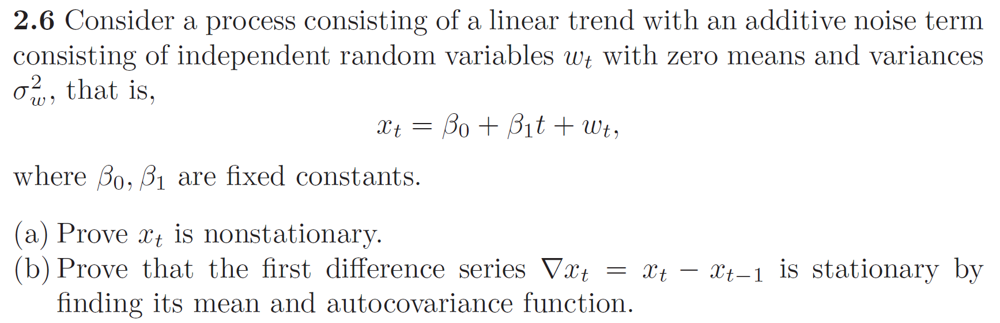 2.6 Consider a process consisting of a linear trend with an additive noise term
consisting of independent random variables $w_t$ with zero means and variances
$\sigma_w^2$, that is,
$x_t = \beta_0 + \beta_1 t + w_t,$
where $\beta_0, \beta_1$ are fixed constants.
(a) Prove $x_t$ is nonstationary.
(b) Prove that the first difference series $\nabla x_t = x_t - x_{t-1}$ is stationary by
finding its mean and autocovariance function.